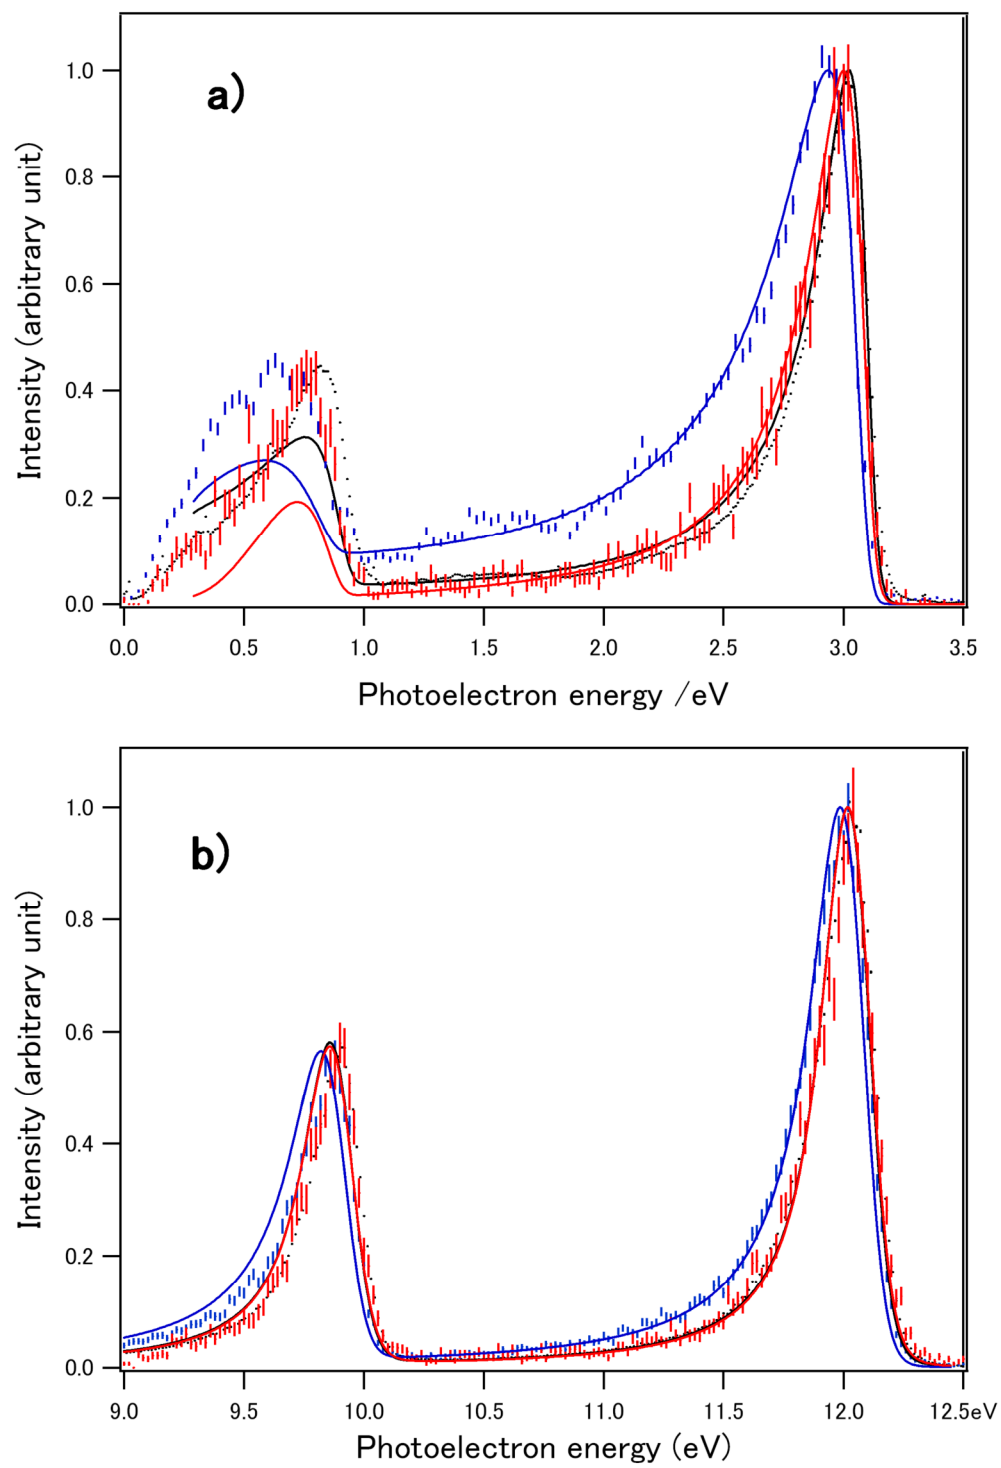 a)
Intensity (arbitrary unit)
1.0
0.8
0.6
0.4
0.2
0.0
0.0 0.5 1.0 1.5 2.0 2.5 3.0 3.5
Photoelectron energy /eV
b)
Intensity (arbitrary unit)
1.0
0.8
0.6
0.4
0.2
0.0
9.0 9.5 10.0 10.5 11.0 11.5 12.0 12.5eV
Photoelectron energy (eV)